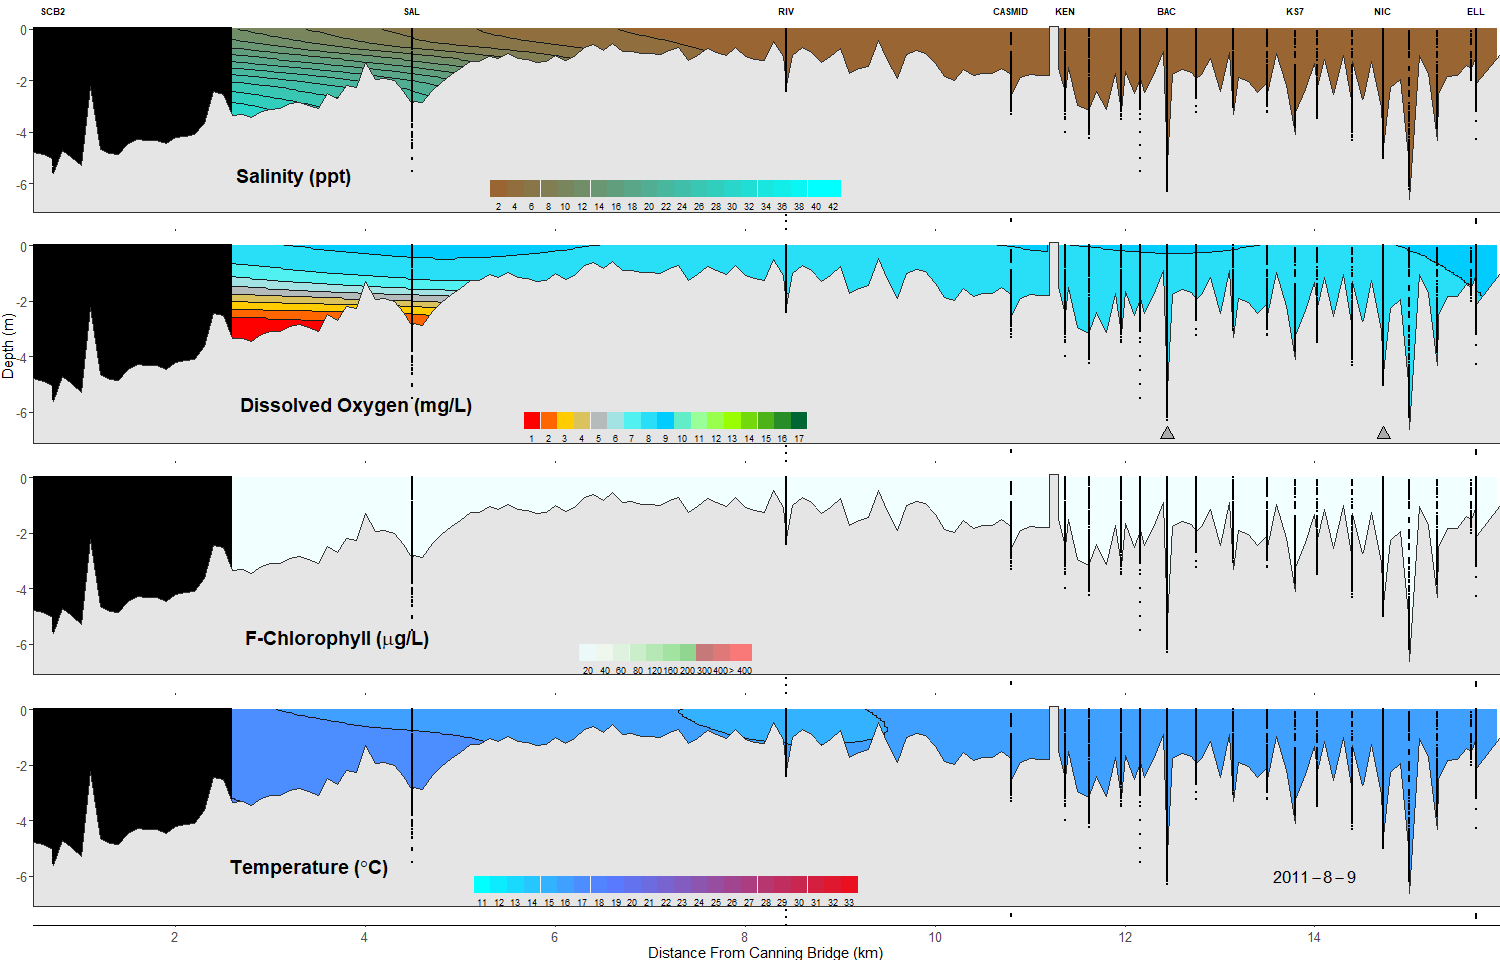 SCB2 SAL RIV CASMID KEN BAC KS7 NIC ELL
0
-2
-4
-6
Salinity (ppt)
2 4 6 8 10 12 14 16 18 20 22 24 26 28 30 32 34 36 38 40 42
0
-2
-4
-6
Dissolved Oxygen (mg/L)
1 2 3 4 5 6 7 8 9 10 11 12 13 14 15 16 17
Depth (m)
0
-2
-4
-6
F-Chlorophyll (µg/L)
20 40 60 80 120 160 200 300 400 > 400
0
-2
-4
-6
Temperature (°C)
11 12 13 14 15 16 17 18 19 20 21 22 23 24 25 26 27 28 29 30 31 32 33
2011-8-9
2 4 6 8 10 12 14
Distance From Canning Bridge (km)